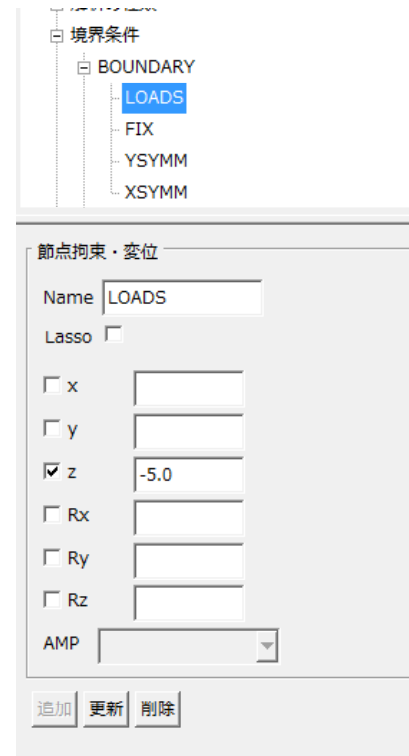 境界条件
BOUNDARY
LOADS
FIX
YSYMM
XSYMM
節点拘束・変位
Name LOADS
Lasso
x
y
z -5.0
Rx
Ry
Rz
AMP
追加 更新 削除